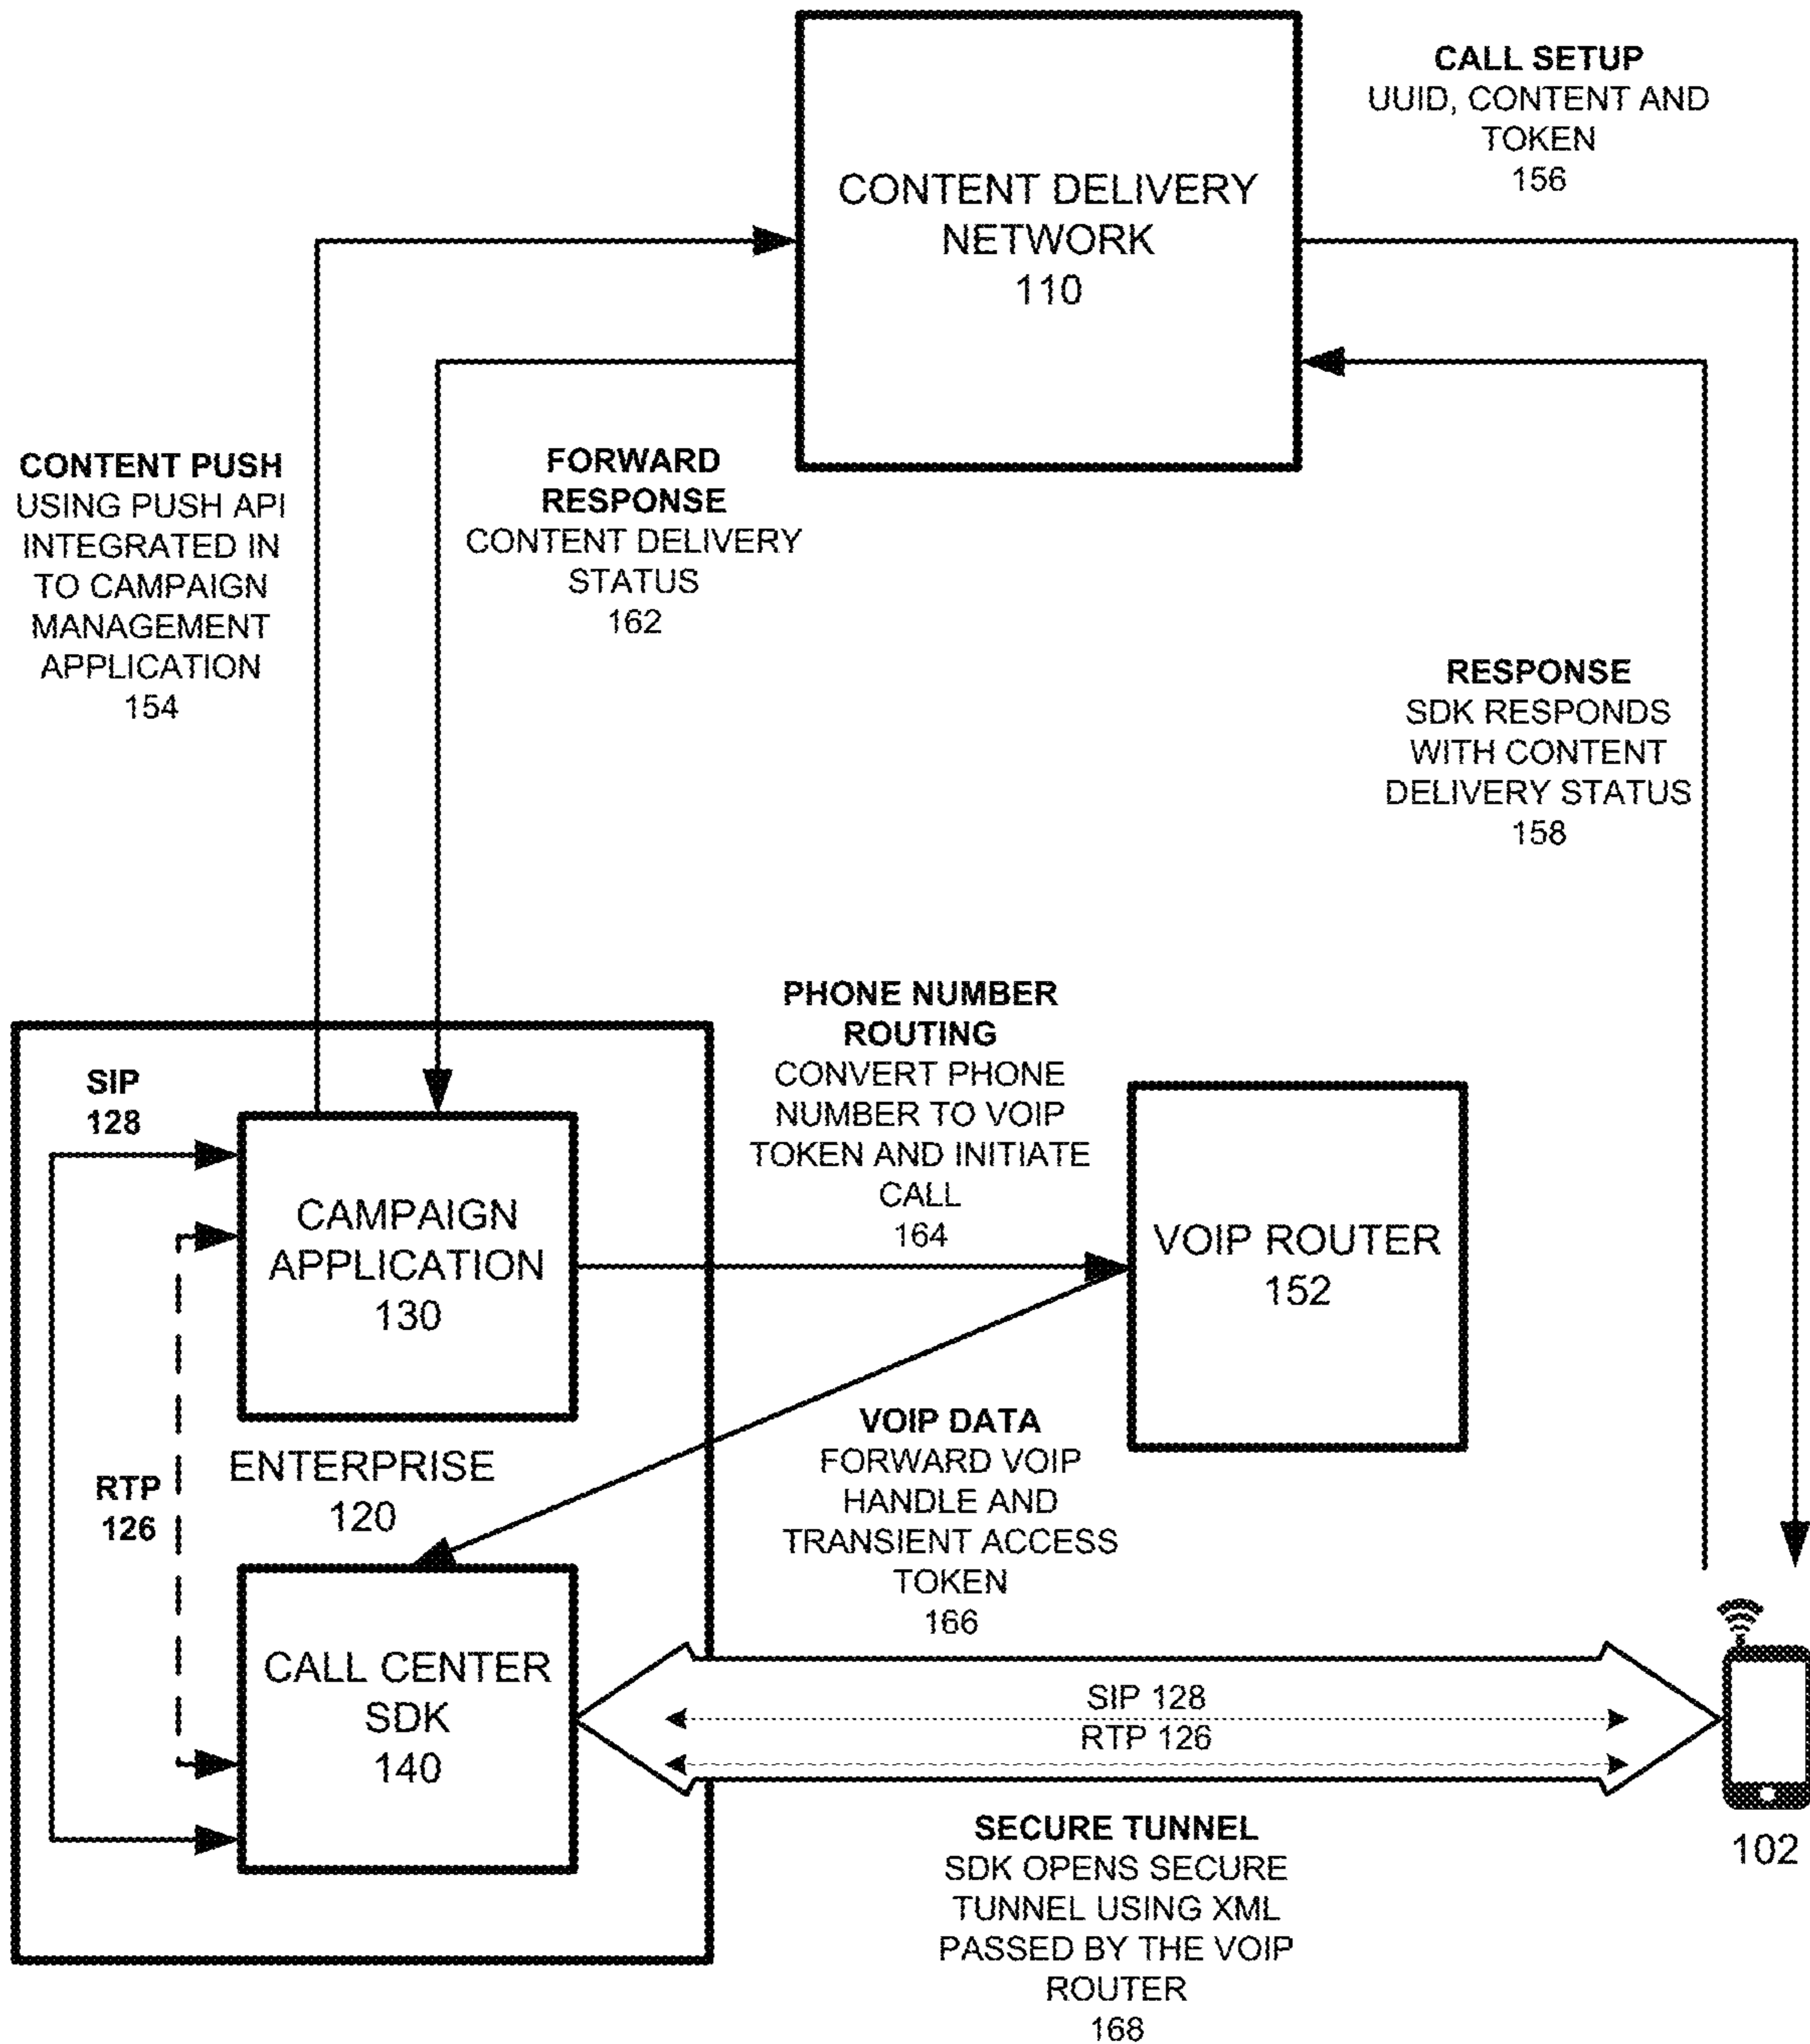 CALL SETUP
UUID, CONTENT AND
TOKEN
156
CONTENT DELIVERY
NETWORK
110
CONTENT PUSH
USING PUSH API
INTEGRATED IN
TO CAMPAIGN
MANAGEMENT
APPLICATION
154
FORWARD
RESPONSE
CONTENT DELIVERY
STATUS
162
RESPONSE
SDK RESPONDS
WITH CONTENT
DELIVERY STATUS
158
PHONE NUMBER
ROUTING
CONVERT PHONE
NUMBER TO VOIP
TOKEN AND INITIATE
CALL
164
SIP
128
CAMPAIGN
APPLICATION
130
VOIP ROUTER
152
ENTERPRISE
120
RTP
126
VOIP DATA
FORWARD VOIP
HANDLE AND
TRANSIENT ACCESS
TOKEN
166
CALL CENTER
SDK
140
SIP 128
RTP 126
102
SECURE TUNNEL
SDK OPENS SECURE
TUNNEL USING XML
PASSED BY THE VOIP
ROUTER
168